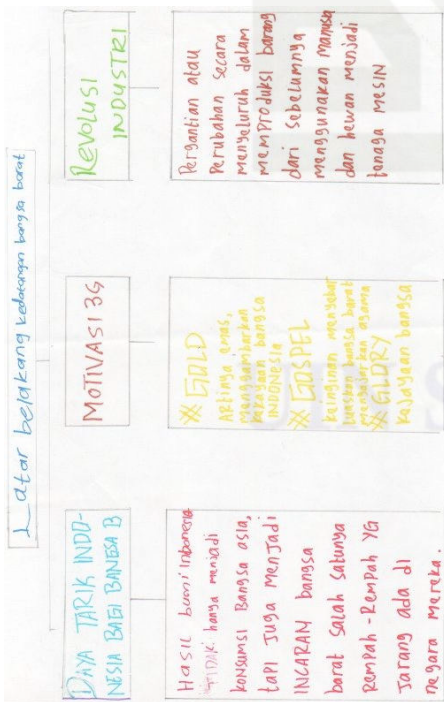 Latar belakang kedatangan bangsa barat
DAYA TARIK INDO-
NESIA BAGI BANGSA B
Hasil bumi indonesia
TIDAK hanya menjadi
konsumsi Bangsa asia,
tapi Juga menjadi
INCARAN bangsa
barat salah satunya
Rempah-Rempah YG
Jarang ada di
negara mereka.
MOTIVASI 3G
GOLD
Artinya emas,
menggambarkan
kekayaan bangsa
INDONESIA
GOSPEL
keinginan menyebar
luaskan bangsa barat
mengajarkan agama
GLORY
kejayaan bangsa
REVOLUSI
INDUSTRI
Pergantian atau
Perubahan secara
menyeluruh dalam
memproduksi barang
dari sebelumnya
menggunakan manusia
dan hewan menjadi
tenaga mesin